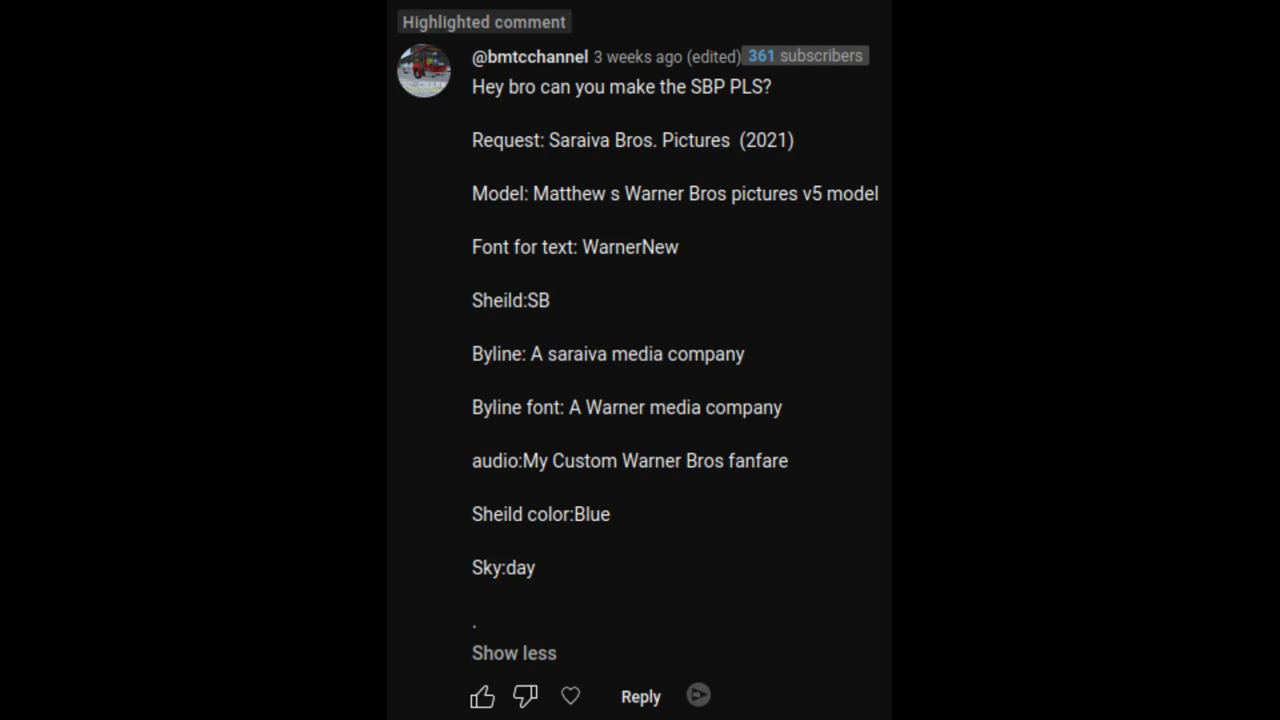 Highlighted comment
@bmtcchannel 3 weeks ago (edited) 361 subscribers
Hey bro can you make the SBP PLS?
Request: Saraiva Bros. Pictures (2021)
Model: Matthew s Warner Bros pictures v5 model
Font for text: WarnerNew
Sheild:SB
Byline: A saraiva media company
Byline font: A Warner media company
audio:My Custom Warner Bros fanfare
Sheild color:Blue
Sky:day
.
Show less
Reply